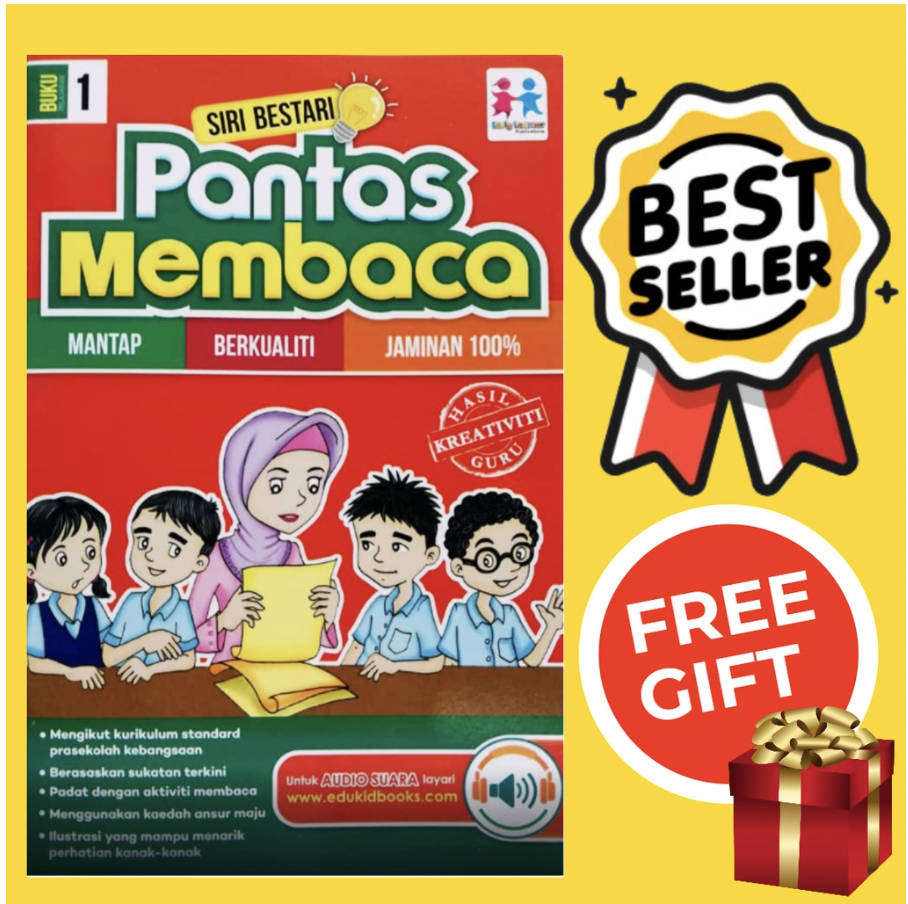 BUKU
1
SIRI BESTARI
Pantas
Membaca
MANTAP
BERKUALITI
JAMINAN 100%
HASIL
KREATIVITI
GURU
• Mengikut kurikulum standard
prasekolah kebangsaan
• Berasaskan sukatan terkini
• Padat dengan aktiviti membaca
• Menggunakan kaedah ansur maju
• Ilustrasi yang mampu menarik
perhatian kanak-kanak
Untuk AUDIO SUARA layari
www.edukidbooks.com
BEST
SELLER
FREE
GIFT